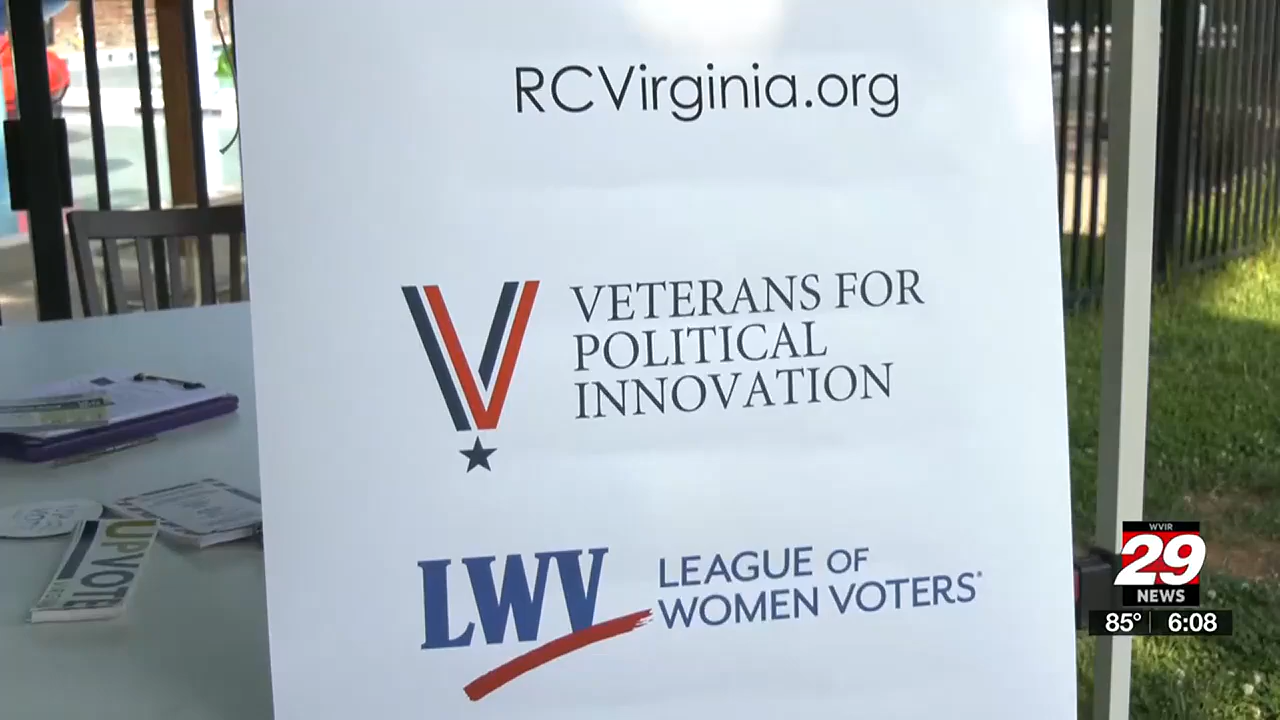 RCVirginia.org
VETERANS FOR
POLITICAL
INNOVATION
LWV
LEAGUE OF
WOMEN VOTERS®
UPVOTE
WVIR
29
NEWS
85° 6:08